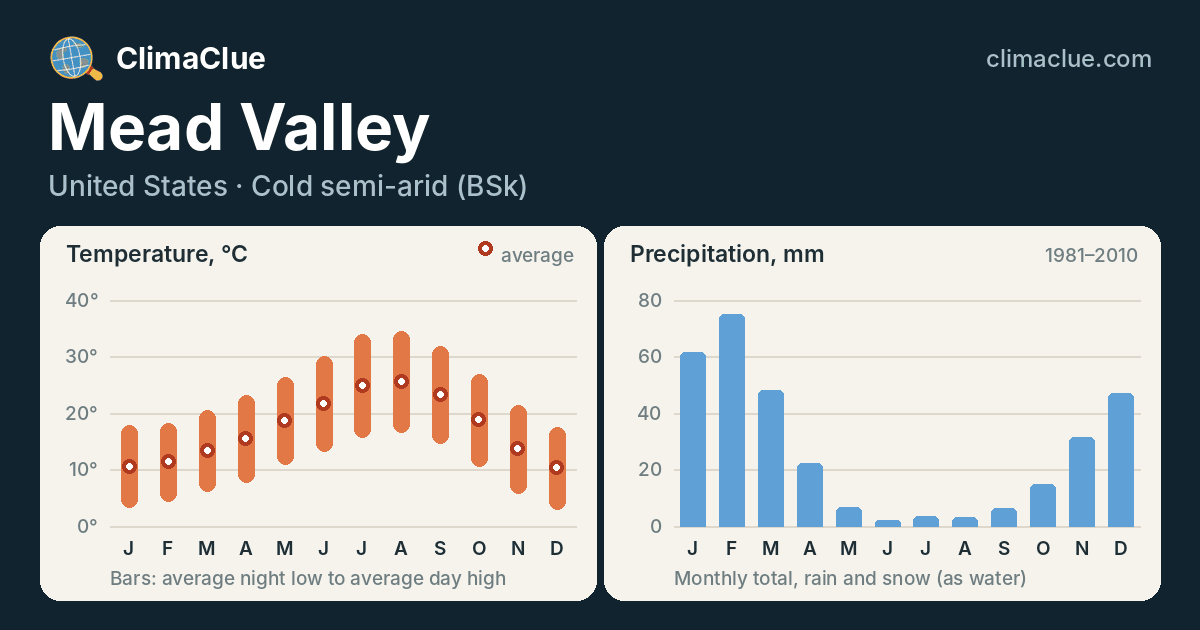 ClimaClue
climaclue.com
Mead Valley
United States · Cold semi-arid (BSk)
Temperature, °C
average
40°
30°
20°
10°
0°
J F M A M J J A S O N D
Bars: average night low to average day high
Precipitation, mm
1981–2010
80
60
40
20
0
J F M A M J J A S O N D
Monthly total, rain and snow (as water)